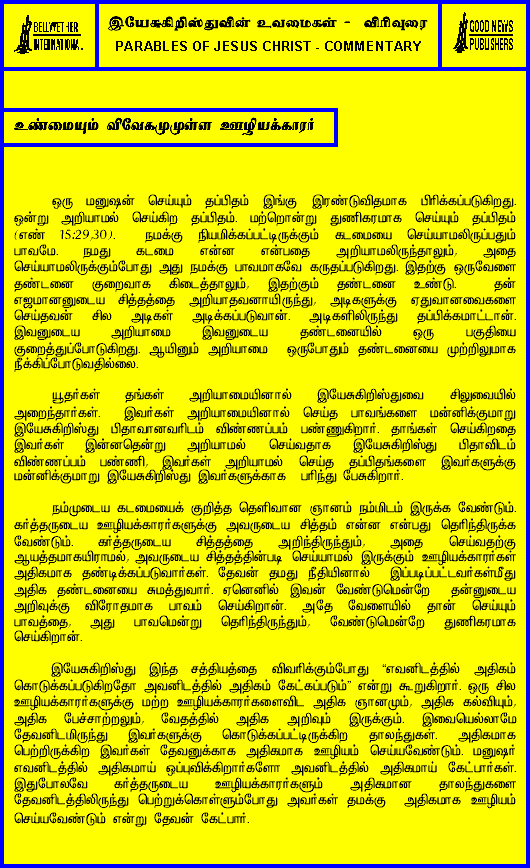 BELLWETHER
INTERNATIONAL
இயேசுகிறிஸ்துவின் உவமைகள் - விரிவுரை
PARABLES OF JESUS CHRIST - COMMENTARY
GOOD NEWS
PUBLISHERS
உண்மையும் விவேகமுமுள்ள ஊழியக்காரர்
ஒரு மனுஷன் செய்யும் தப்பிதம் இங்கு இரண்டுவிதமாக பிரிக்கப்படுகிறது.
ஒன்று அறியாமல் செய்கிற தப்பிதம். மற்றொன்று துணிகரமாக செய்யும் தப்பிதம்
(எண் 15:29,30). நமக்கு நியமிக்கப்பட்டிருக்கும் கடமையை செய்யாமலிருப்பதும்
பாவமே. நமது கடமை என்ன என்பதை அறியாமலிருந்தாலும், அதை
செய்யாமலிருக்கும்போது அது நமக்கு பாவமாகவே கருதப்படுகிறது. இதற்கு ஒருவேளை
தண்டனை குறைவாக கிடைத்தாலும், இதற்கும் தண்டனை உண்டு. தன்
எஜமானனுடைய சித்தத்தை அறியாதவனாயிருந்து, அடிகளுக்கு ஏதுவானவைகளை
செய்தவன் சில அடிகள் அடிக்கப்படுவான். அடிகளிலிருந்து தப்பிக்கமாட்டான்.
இவனுடைய அறியாமை இவனுடைய தண்டனையில் ஒரு பகுதியை
குறைத்துப்போடுகிறது. ஆயினும் அறியாமை ஒருபோதும் தண்டனையை முற்றிலுமாக
நீக்கிப்போடுவதில்லை.
யூதர்கள் தங்கள் அறியாமையினால் இயேசுகிறிஸ்துவை சிலுவையில்
அறைந்தார்கள். இவர்கள் அறியாமையினால் செய்த பாவங்களை மன்னிக்குமாறு
இயேசுகிறிஸ்து பிதாவானவரிடம் விண்ணப்பம் பண்ணுகிறார். தாங்கள் செய்கிறதை
இவர்கள் இன்னதென்று அறியாமல் செய்வதாக இயேசுகிறிஸ்து பிதாவிடம்
விண்ணப்பம் பண்ணி, இவர்கள் அறியாமல் செய்த தப்பிதங்களை இவர்களுக்கு
மன்னிக்குமாறு இயேசுகிறிஸ்து இவர்களுக்காக பரிந்து பேசுகிறார்.
நம்முடைய கடமையைக் குறித்த தெளிவான ஞானம் நம்மிடம் இருக்க வேண்டும்.
கர்த்தருடைய ஊழியக்காரர்களுக்கு அவருடைய சித்தம் என்ன என்பது தெரிந்திருக்க
வேண்டும். கர்த்தருடைய சித்தத்தை அறிந்திருந்தும், அதை செய்வதற்கு
ஆயத்தமாகயிராமல், அவருடைய சித்தத்தின்படி செய்யாமல் இருக்கும் ஊழியக்காரர்கள்
அதிகமாக தண்டிக்கப்படுவார்கள். தேவன் தமது நீதியினால் இப்படிப்பட்டவர்கள்மீது
அதிக தண்டனையை சுமத்துவார். ஏனெனில் இவன் வேண்டுமென்றே தன்னுடைய
அறிவுக்கு விரோதமாக பாவம் செய்கிறான். அதே வேளையில் தான் செய்யும்
பாவத்தை, அது பாவமென்று தெரிந்திருந்தும், வேண்டுமென்றே துணிகரமாக
செய்கிறான்.
இயேசுகிறிஸ்து இந்த சத்தியத்தை விவரிக்கும்போது “எவனிடத்தில் அதிகம்
கொடுக்கப்படுகிறதோ அவனிடத்தில் அதிகம் கேட்கப்படும்” என்று கூறுகிறார். ஒரு சில
ஊழியக்காரர்களுக்கு மற்ற ஊழியக்காரர்களைவிட அதிக ஞானமும், அதிக கல்வியும்,
அதிக பேச்சாற்றலும், வேதத்தில் அதிக அறிவும் இருக்கும். இவையெல்லாமே
தேவனிடமிருந்து இவர்களுக்கு கொடுக்கப்பட்டிருக்கிற தாலந்துகள். அதிகமாக
பெற்றிருக்கிற இவர்கள் தேவனுக்காக அதிகமாக ஊழியம் செய்யவேண்டும். மனுஷர்
எவனிடத்தில் அதிகமாய் ஒப்புவிக்கிறார்களோ அவனிடத்தில் அதிகமாய் கேட்பார்கள்.
இதுபோலவே கர்த்தருடைய ஊழியக்காரர்களும் அதிகமான தாலந்துகளை
தேவனிடத்திலிருந்து பெற்றுக்கொள்ளும்போது அவர்கள் தமக்கு அதிகமாக ஊழியம்
செய்யவேண்டும் என்று தேவன் கேட்பார்.